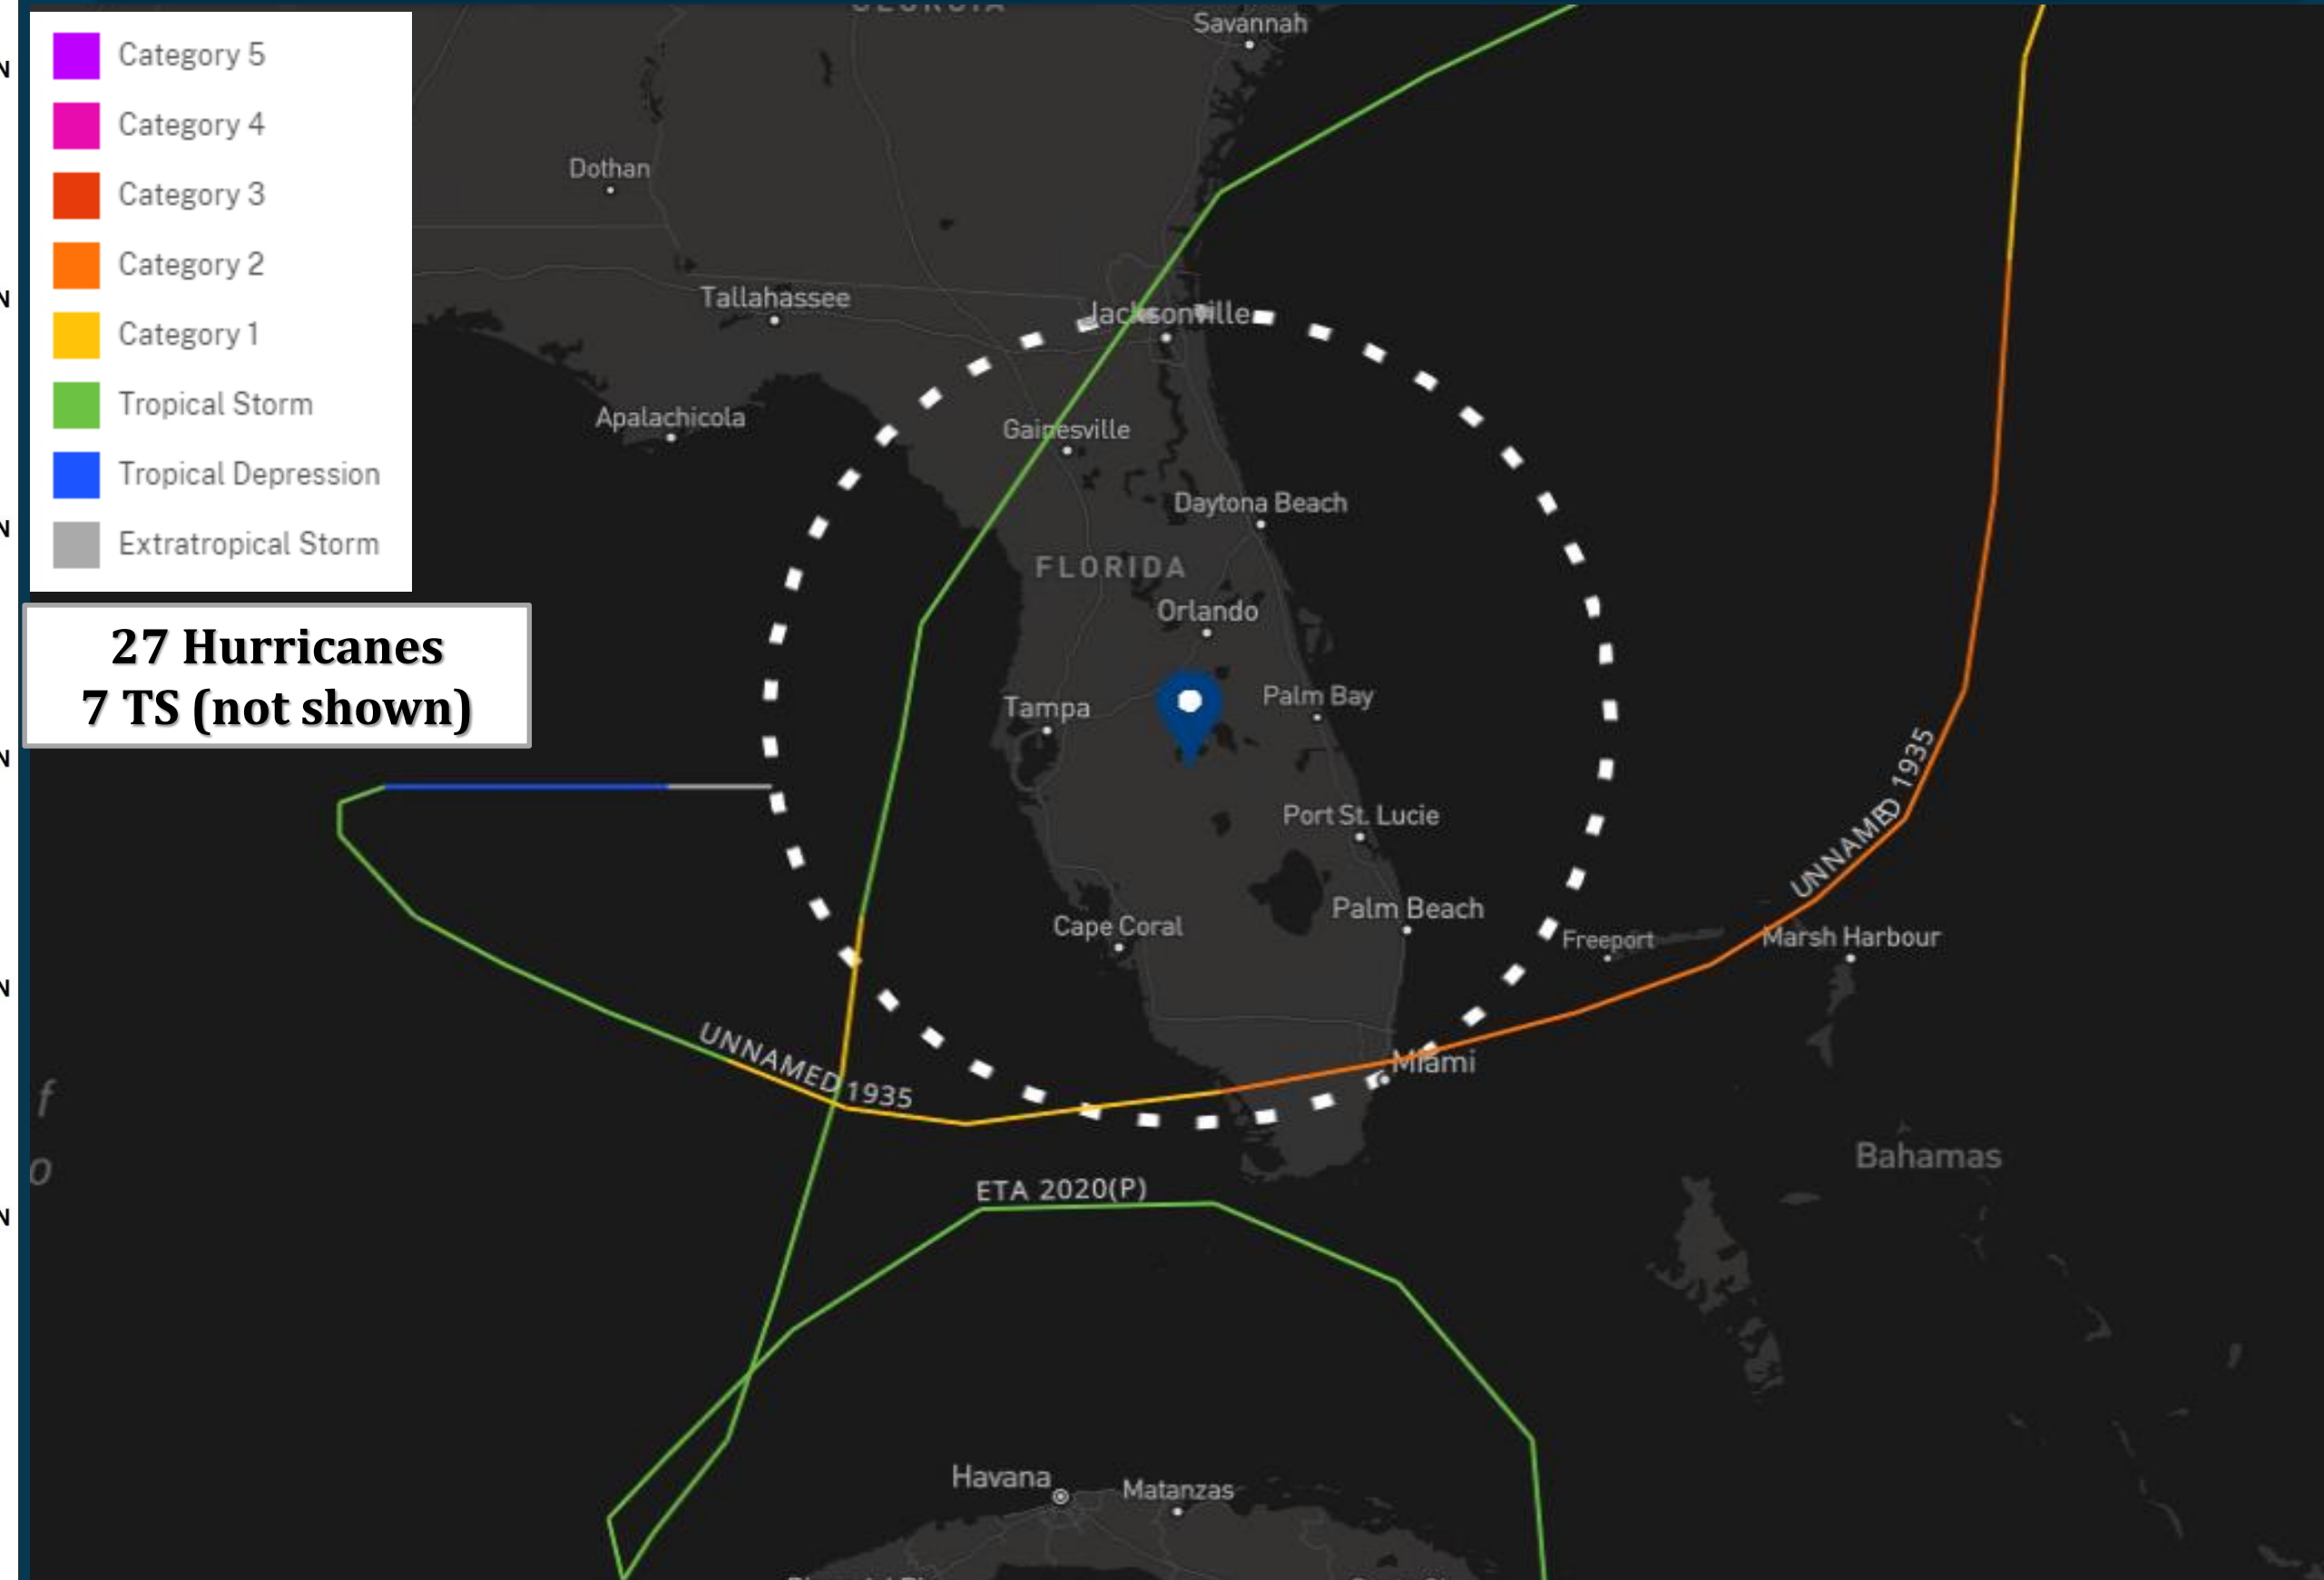 Category 5
Category 4
Category 3
Category 2
Category 1
Tropical Storm
Tropical Depression
Extratropical Storm
27 Hurricanes
7 TS (not shown)
N
N
N
N
N
N
GEORGIA
Savannah
Dothan
Tallahassee
Jacksonville
Apalachicola
Gainesville
Daytona Beach
FLORIDA
Orlando
Palm Bay
Tampa
Port St. Lucie
UNNAMED 1935
Palm Beach
Cape Coral
Freeport
Marsh Harbour
UNNAMED 1935
Miami
f
o
Bahamas
ETA 2020(P)
Havana
Matanzas